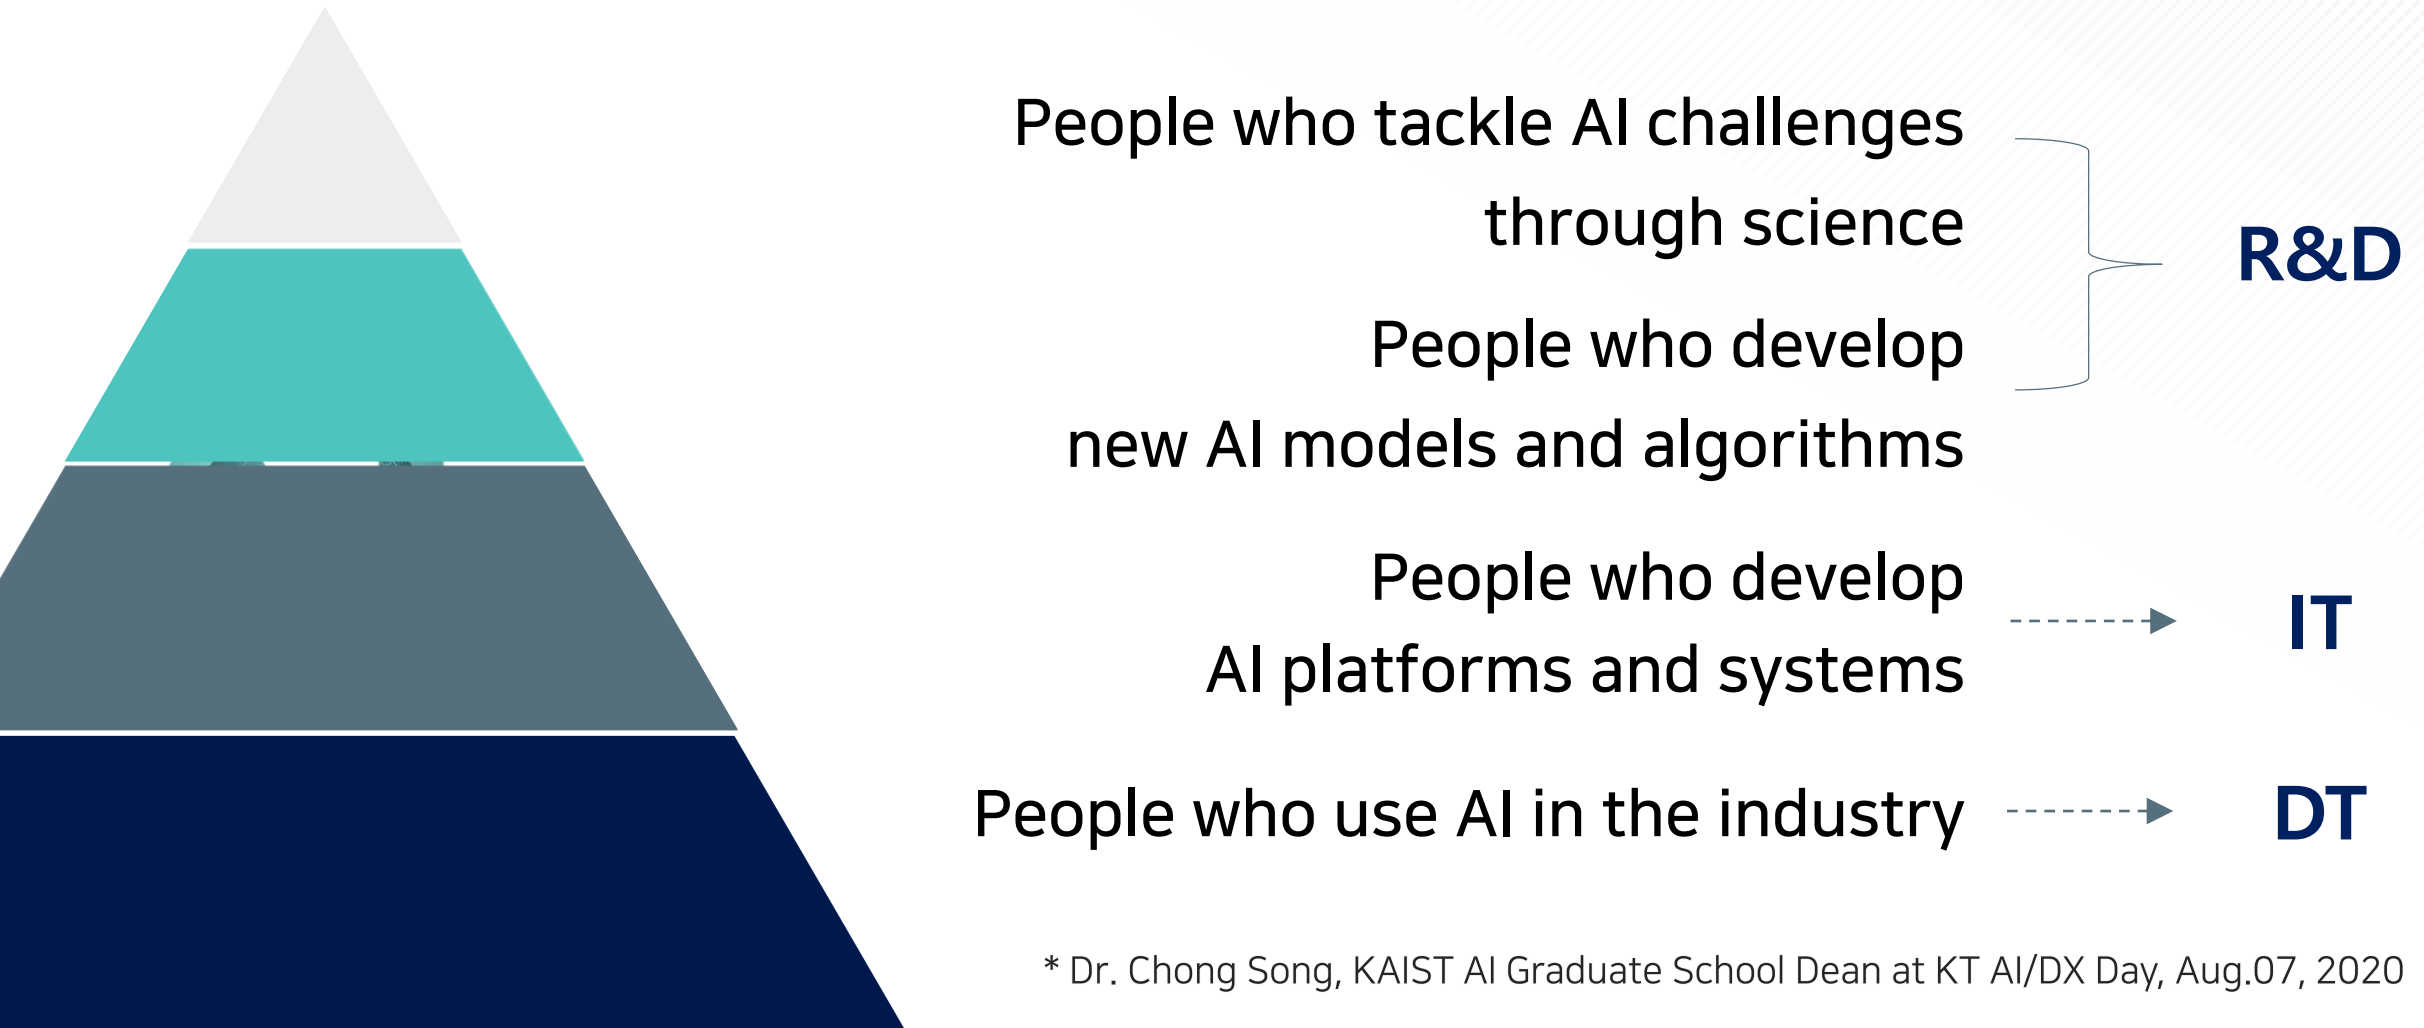 People who tackle AI challenges
through science
R&D
People who develop
new AI models and algorithms
People who develop
AI platforms and systems
IT
People who use AI in the industry
DT
* Dr. Chong Song, KAIST AI Graduate School Dean at KT AI/DX Day, Aug.07, 2020